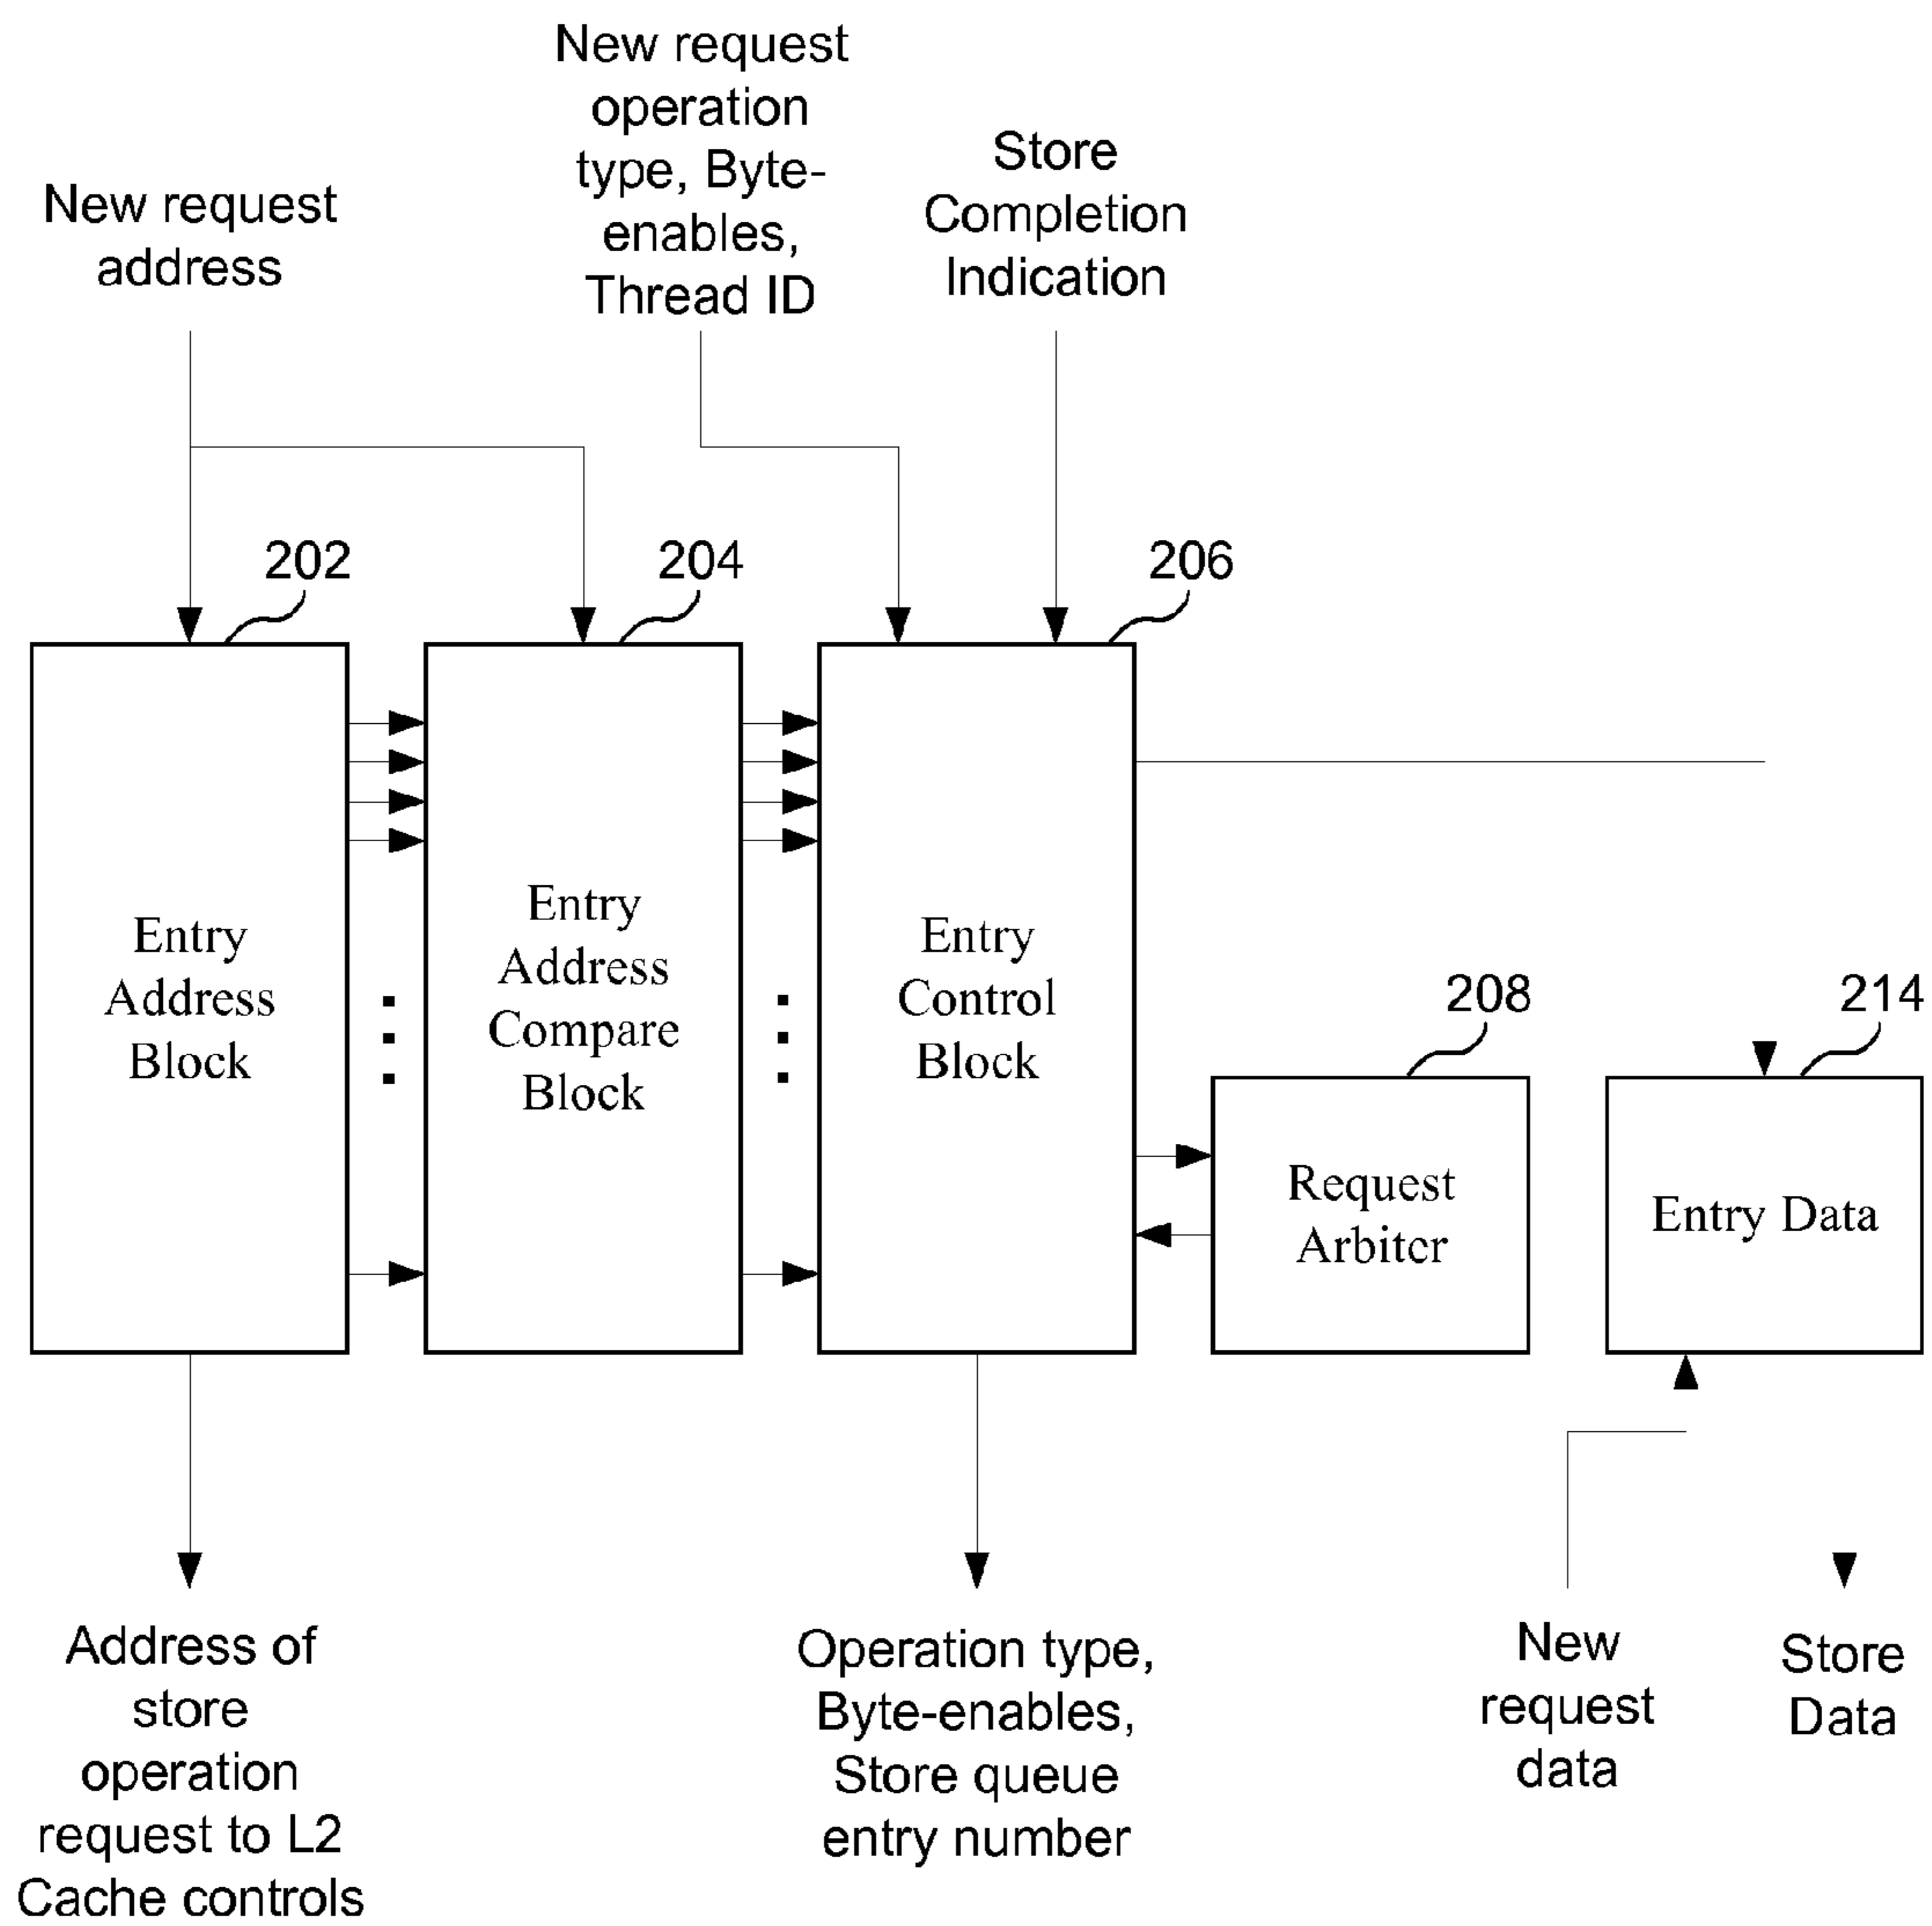 New request
operation
type, Byte-
enables,
Thread ID
Store
Completion
Indication
New request
address
202
204
206
Entry
Address
Block
Entry
Address
Compare
Block
Entry
Control
Block
208
214
Request
Arbiter
Entry Data
Address of
store
operation
request to L2
Cache controls
Operation type,
Byte-enables,
Store queue
entry number
New
request
data
Store
Data